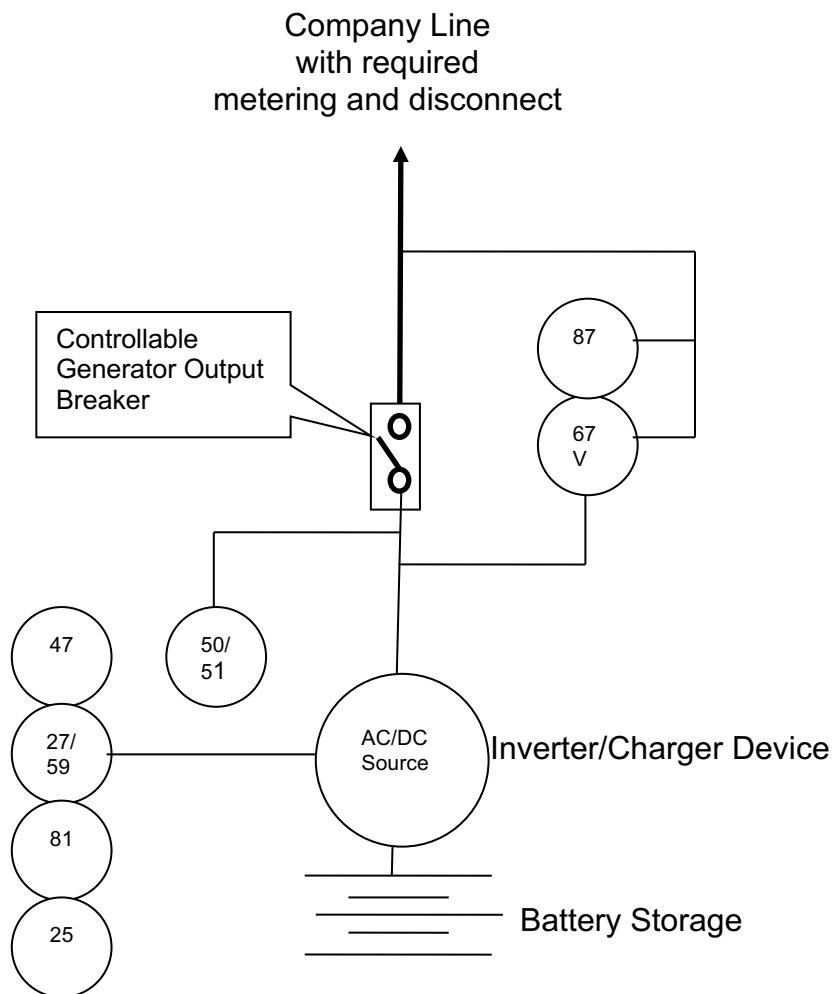 Company Line
with required
metering and disconnect
Controllable
Generator Output
Breaker
87
67
V
47
50/
51
27/
59
AC/DC
Source
Inverter/Charger Device
81
25
Battery Storage